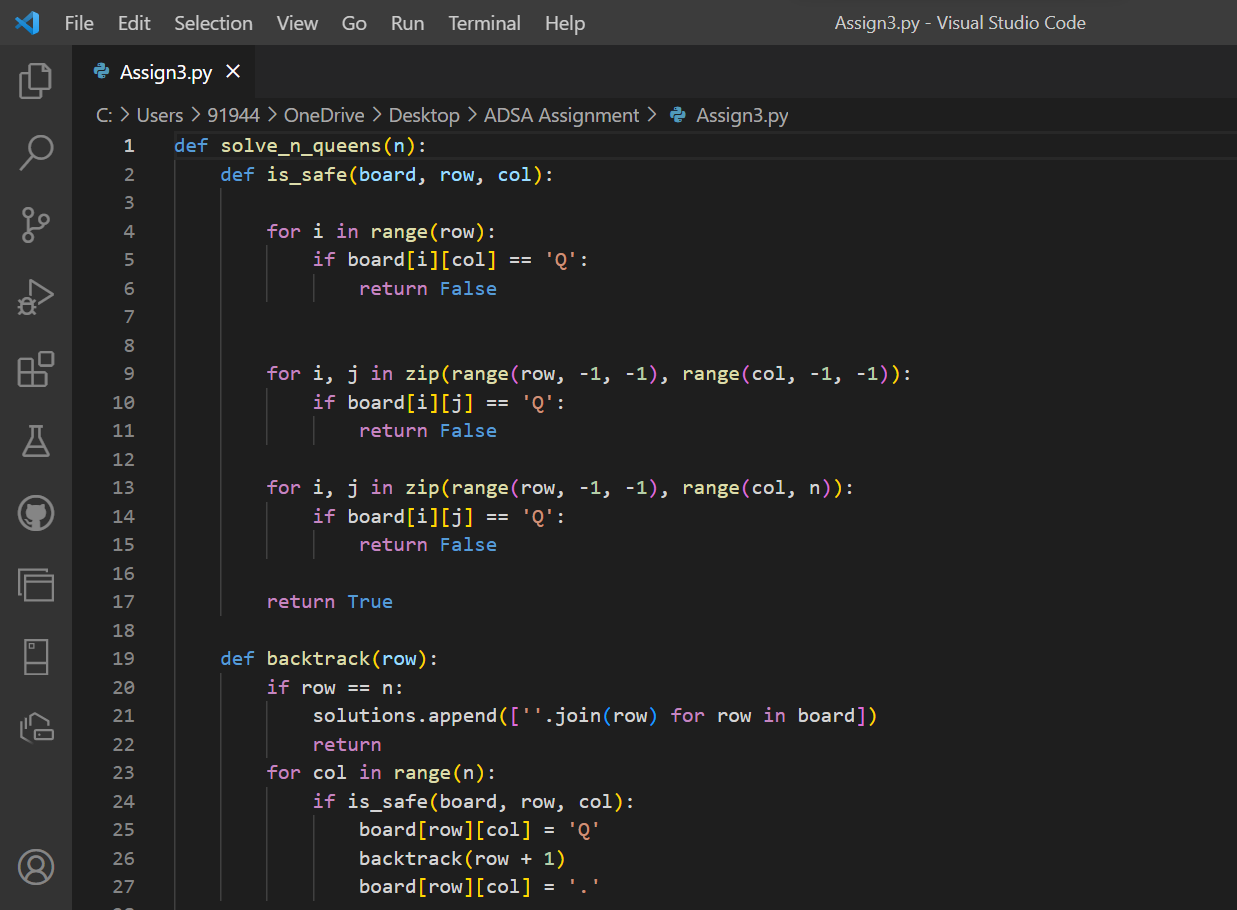 File Edit Selection View Go Run Terminal Help Assign3.py - Visual Studio Code
Assign3.py
C: > Users > 91944 > OneDrive > Desktop > ADSA Assignment > Assign3.py
1 def solve_n_queens(n):
2     def is_safe(board, row, col):
3
4         for i in range(row):
5             if board[i][col] == 'Q':
6                 return False
7
8
9         for i, j in zip(range(row, -1, -1), range(col, -1, -1)):
10             if board[i][j] == 'Q':
11                 return False
12
13         for i, j in zip(range(row, -1, -1), range(col, n)):
14             if board[i][j] == 'Q':
15                 return False
16
17         return True
18
19     def backtrack(row):
20         if row == n:
21             solutions.append([''.join(row) for row in board])
22             return
23         for col in range(n):
24             if is_safe(board, row, col):
25                 board[row][col] = 'Q'
26                 backtrack(row + 1)
27                 board[row][col] = '.'